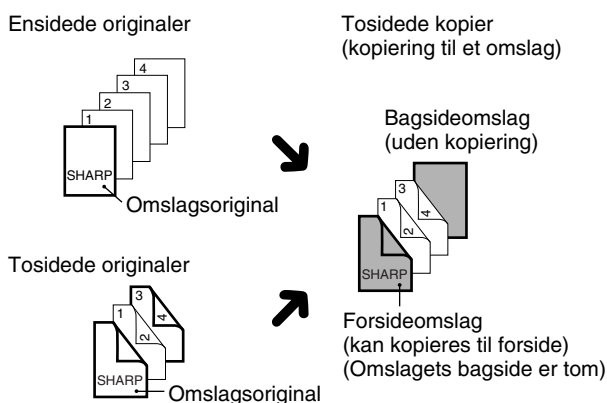 Ensidede originaler
4
3
2
1
SHARP
Omslagsoriginal
Tosidede originaler
3
4
1
2
SHARP
Omslagsoriginal
Tosidede kopier
(kopiering til et omslag)
Bagsideomslag
(uden kopiering)
3
4
1
2
SHARP
Forsideomslag
(kan kopieres til forside)
(Omslagets bagside er tom)